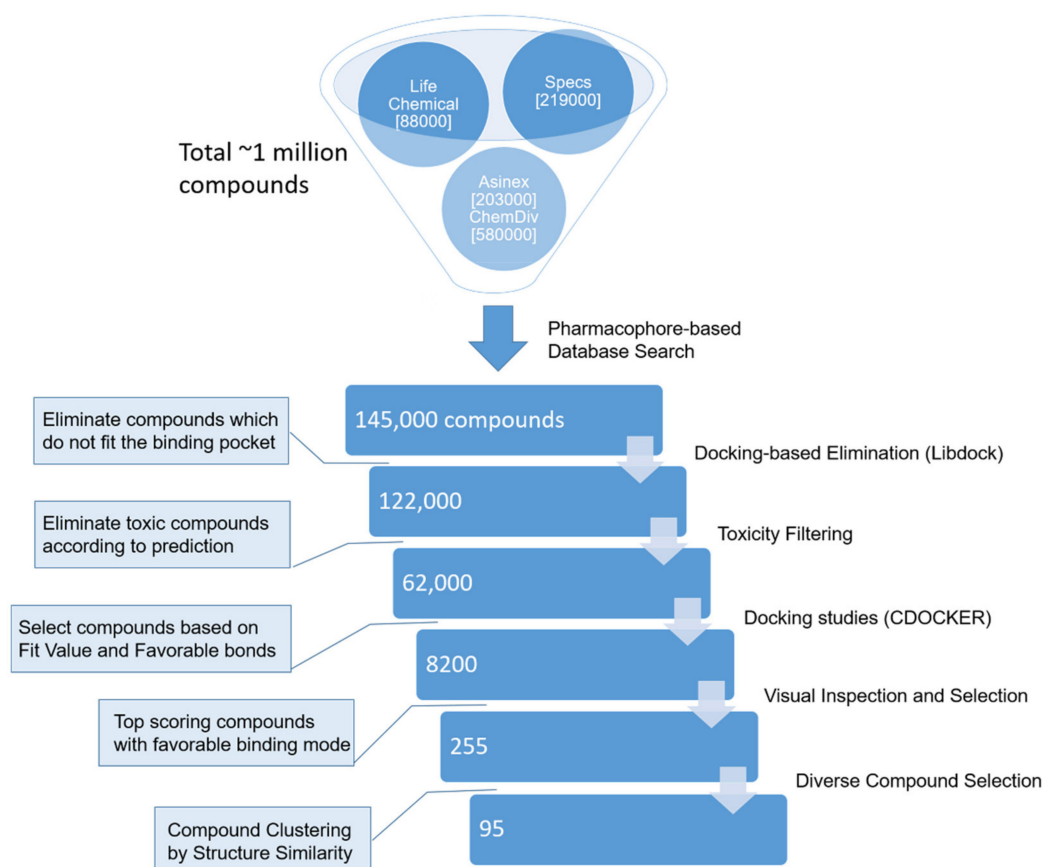 Life
Chemical
[88000]
Specs
[219000]
Total ~1 million
compounds
Asinex
[203000]
ChemDiv
[580000]
Pharmacophore-based
Database Search
145,000 compounds
Eliminate compounds which
do not fit the binding pocket
Docking-based Elimination (Libdock)
122,000
Eliminate toxic compounds
according to prediction
Toxicity Filtering
62,000
Select compounds based on
Fit Value and Favorable bonds
Docking studies (CDOCKER)
8200
Top scoring compounds
with favorable binding mode
Visual Inspection and Selection
255
Compound Clustering
by Structure Similarity
Diverse Compound Selection
95